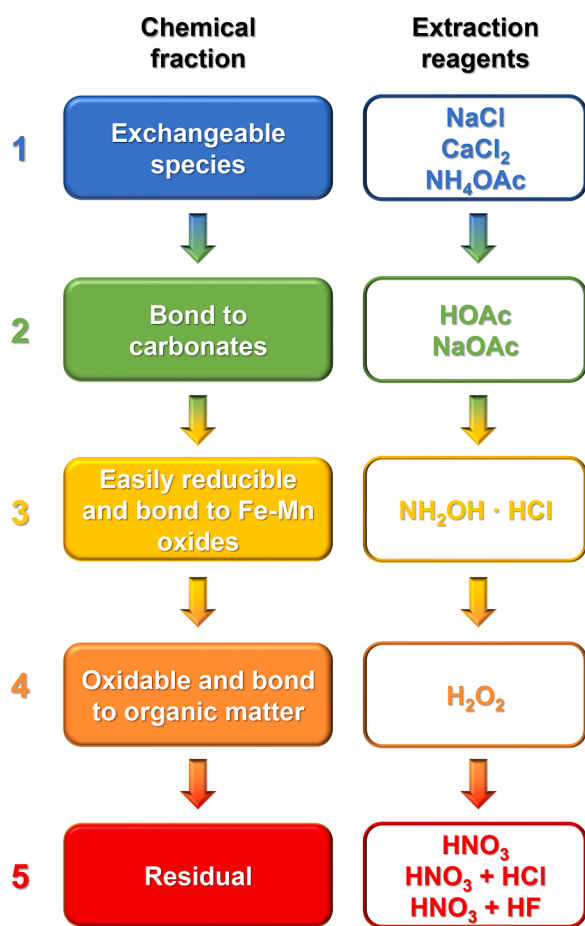 Chemical
fraction
Extraction
reagents
1
Exchangeable
species
NaCl
CaCl₂
NH₄OAc
2
Bond to
carbonates
HOAc
NaOAc
3
Easily reducible
and bond to Fe-Mn
oxides
NH₂OH · HCl
4
Oxidable and bond
to organic matter
H₂O₂
5
Residual
HNO₃
HNO₃ + HCl
HNO₃ + HF